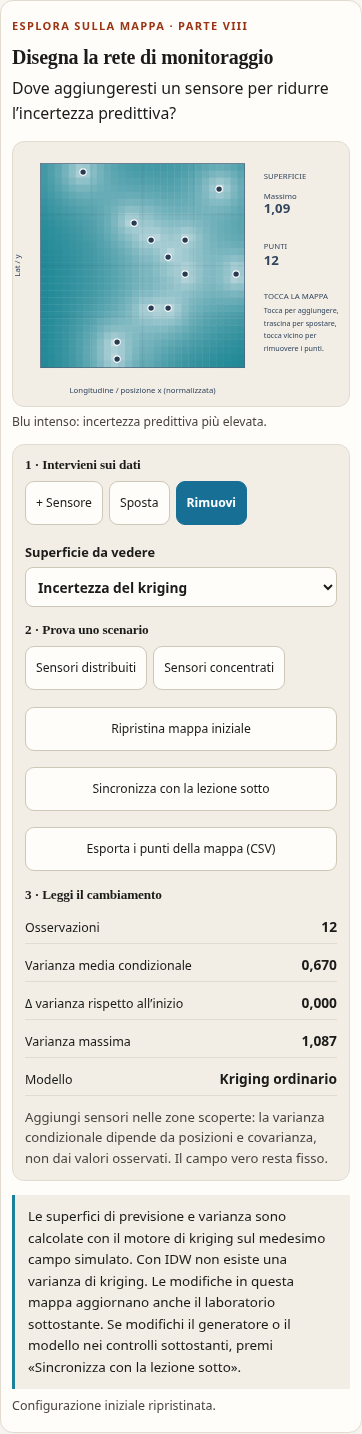 ESPLORA SULLA MAPPA · PARTE VIII
Disegna la rete di monitoraggio
Dove aggiungeresti un sensore per ridurre
l’incertezza predittiva?
SUPERFICIE
Massimo
1,09
PUNTI
12
TOCCA LA MAPPA
Tocca per aggiungere,
trascina per spostare,
tocca vicino per
rimuovere i punti.
Lat / y
Longitudine / posizione x (normalizzata)
Blu intenso: incertezza predittiva più elevata.
1 · Intervieni sui dati
+ Sensore
Sposta
Rimuovi
Superficie da vedere
Incertezza del kriging
2 · Prova uno scenario
Sensori distribuiti
Sensori concentrati
Ripristina mappa iniziale
Sincronizza con la lezione sotto
Esporta i punti della mappa (CSV)
3 · Leggi il cambiamento
Osservazioni 12
Varianza media condizionale 0,670
Δ varianza rispetto all’inizio 0,000
Varianza massima 1,087
Modello Kriging ordinario
Aggiungi sensori nelle zone scoperte: la varianza
condizionale dipende da posizioni e covarianza,
non dai valori osservati. Il campo vero resta fisso.
Le superfici di previsione e varianza sono
calcolate con il motore di kriging sul medesimo
campo simulato. Con IDW non esiste una
varianza di kriging. Le modifiche in questa
mappa aggiornano anche il laboratorio
sottostante. Se modifichi il generatore o il
modello nei controlli sottostanti, premi
«Sincronizza con la lezione sotto».
Configurazione iniziale ripristinata.